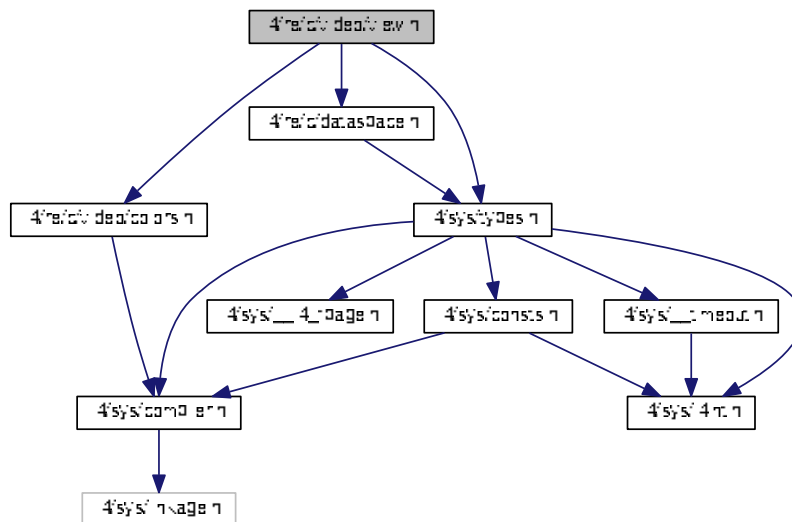 l4/re/c/video/view.h
l4/re/c/dataspace.h
l4/re/c/video/colors.h
l4/sys/types.h
l4/sys/__l4_fpage.h
l4/sys/consts.h
l4/sys/__timeout.h
l4/sys/compiler.h
l4/sys/l4int.h
l4/sys/linkage.h